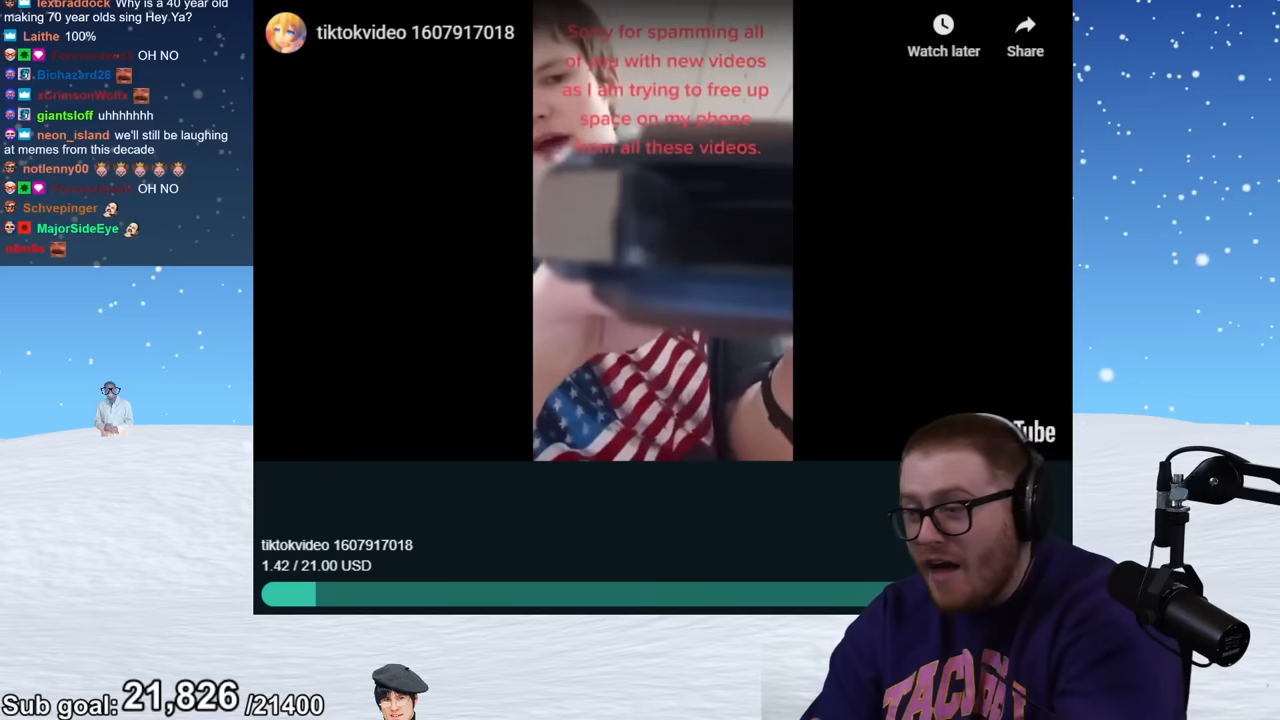 lexbraddock Why is a 40 year old
making 70 year olds sing Hey Ya?
Laithe 100%
OH NO
Biohazard26
xCrimsonWolfx
giantsloff uhhhhhhh
neon_island we'll still be laughing
at memes from this decade
notlenny00
OH NO
Schvepinger
MajorSideEye
tiktokvideo 1607917018
Watch later
Share
Sorry for spamming all
of you with new videos
as I am trying to free up
space on my phone
from all these videos.
Tube
tiktokvideo 1607917018
1.42 / 21.00 USD
Sub goal: 21,826 /21400